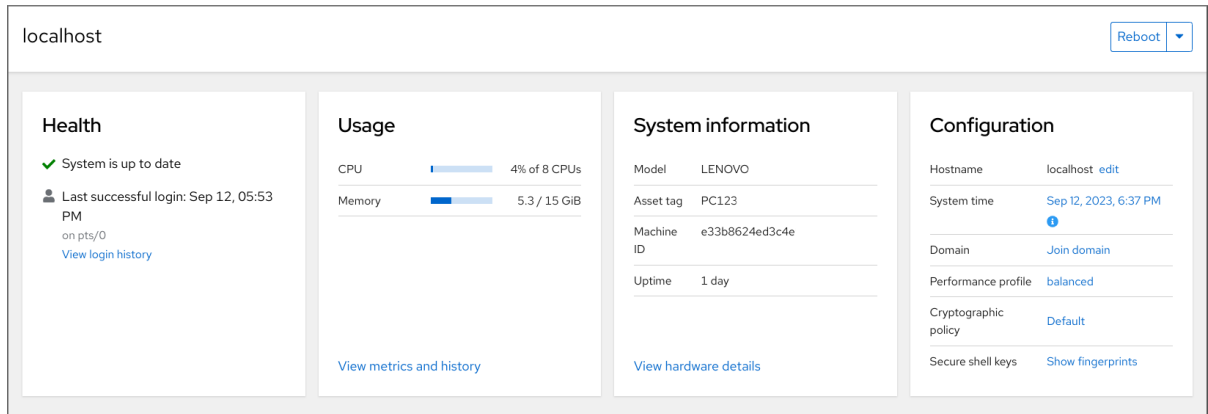 localhost
Reboot
Health
System is up to date
Last successful login: Sep 12, 05:53
PM
on pts/0
View login history
Usage
CPU 4% of 8 CPUs
Memory 5.3 / 15 GiB
View metrics and history
System information
Model LENOVO
Asset tag PC123
Machine
ID e33b8624ed3c4e
Uptime 1 day
View hardware details
Configuration
Hostname localhost edit
System time Sep 12, 2023, 6:37 PM
Domain Join domain
Performance profile balanced
Cryptographic
policy Default
Secure shell keys Show fingerprints